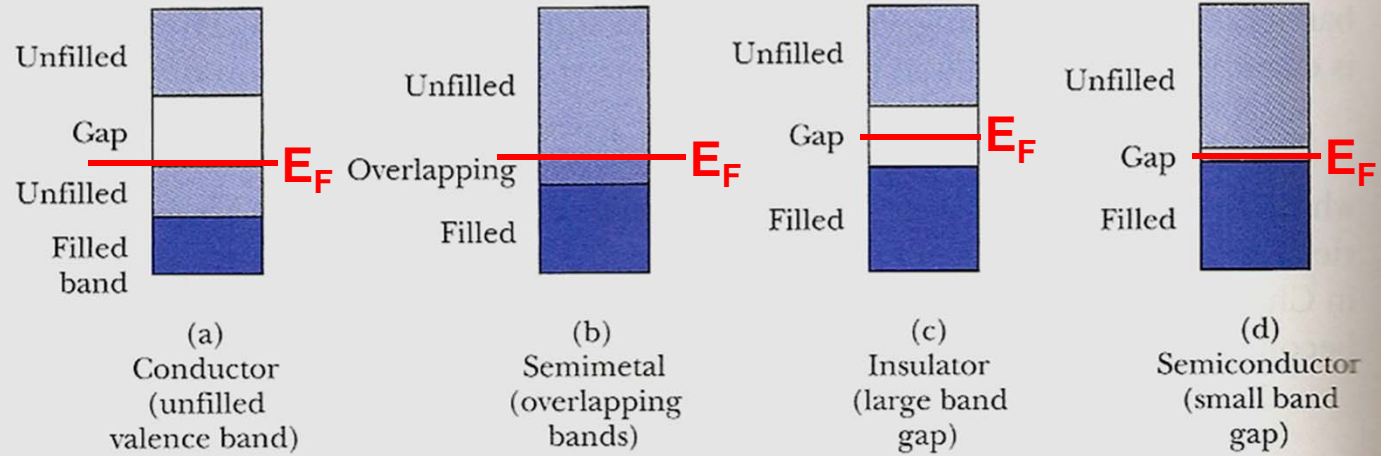 Unfilled
Gap
E_F
Unfilled
Filled
band
(a)
Conductor
(unfilled
valence band)
Unfilled
Overlapping
E_F
Filled
(b)
Semimetal
(overlapping
bands)
Unfilled
Gap
E_F
Filled
(c)
Insulator
(large band
gap)
Unfilled
Gap
E_F
Filled
(d)
Semiconductor
(small band
gap)